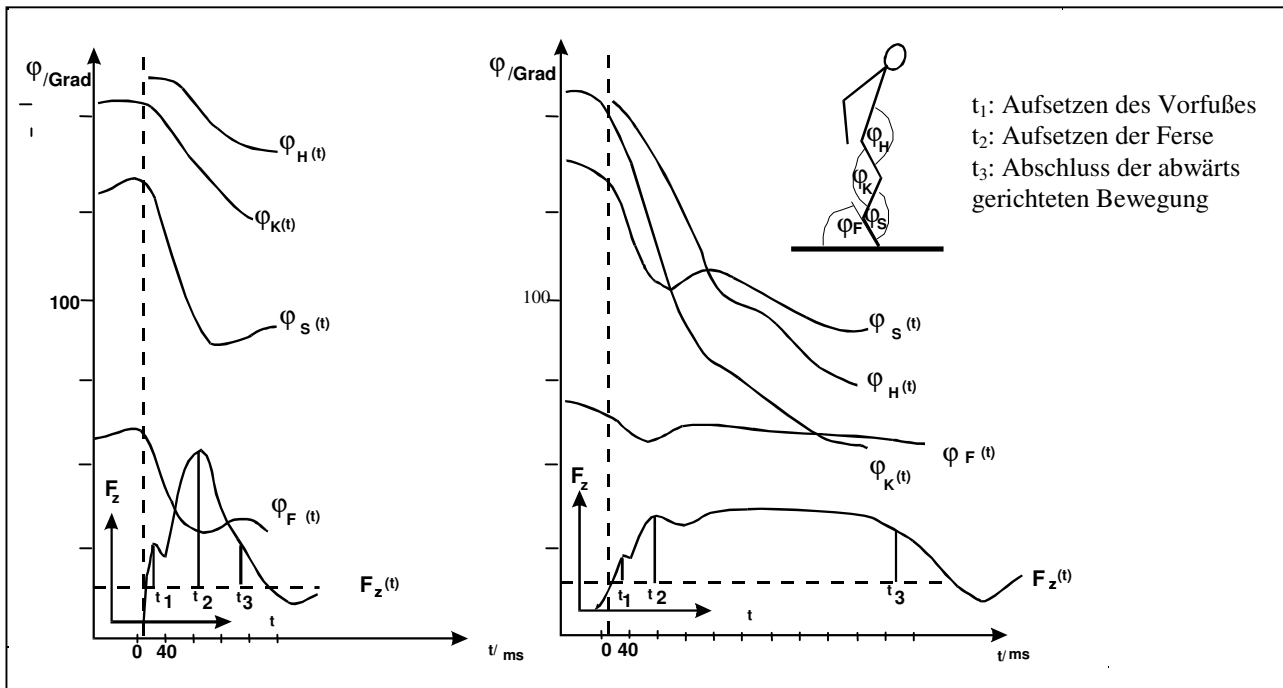 φ/Grad
φH(t)
φK(t)
100
φS(t)
Fz
φF(t)
Fz(t)
t1 t2 t3
t
0 40
t/ms
φ/Grad
φH
φK
φF φS
t1: Aufsetzen des Vorfußes
t2: Aufsetzen der Ferse
t3: Abschluss der abwärts
gerichteten Bewegung
100
φS(t)
φH(t)
φF(t)
φK(t)
Fz
Fz(t)
t1 t2 t3
t
0 40
t/ms